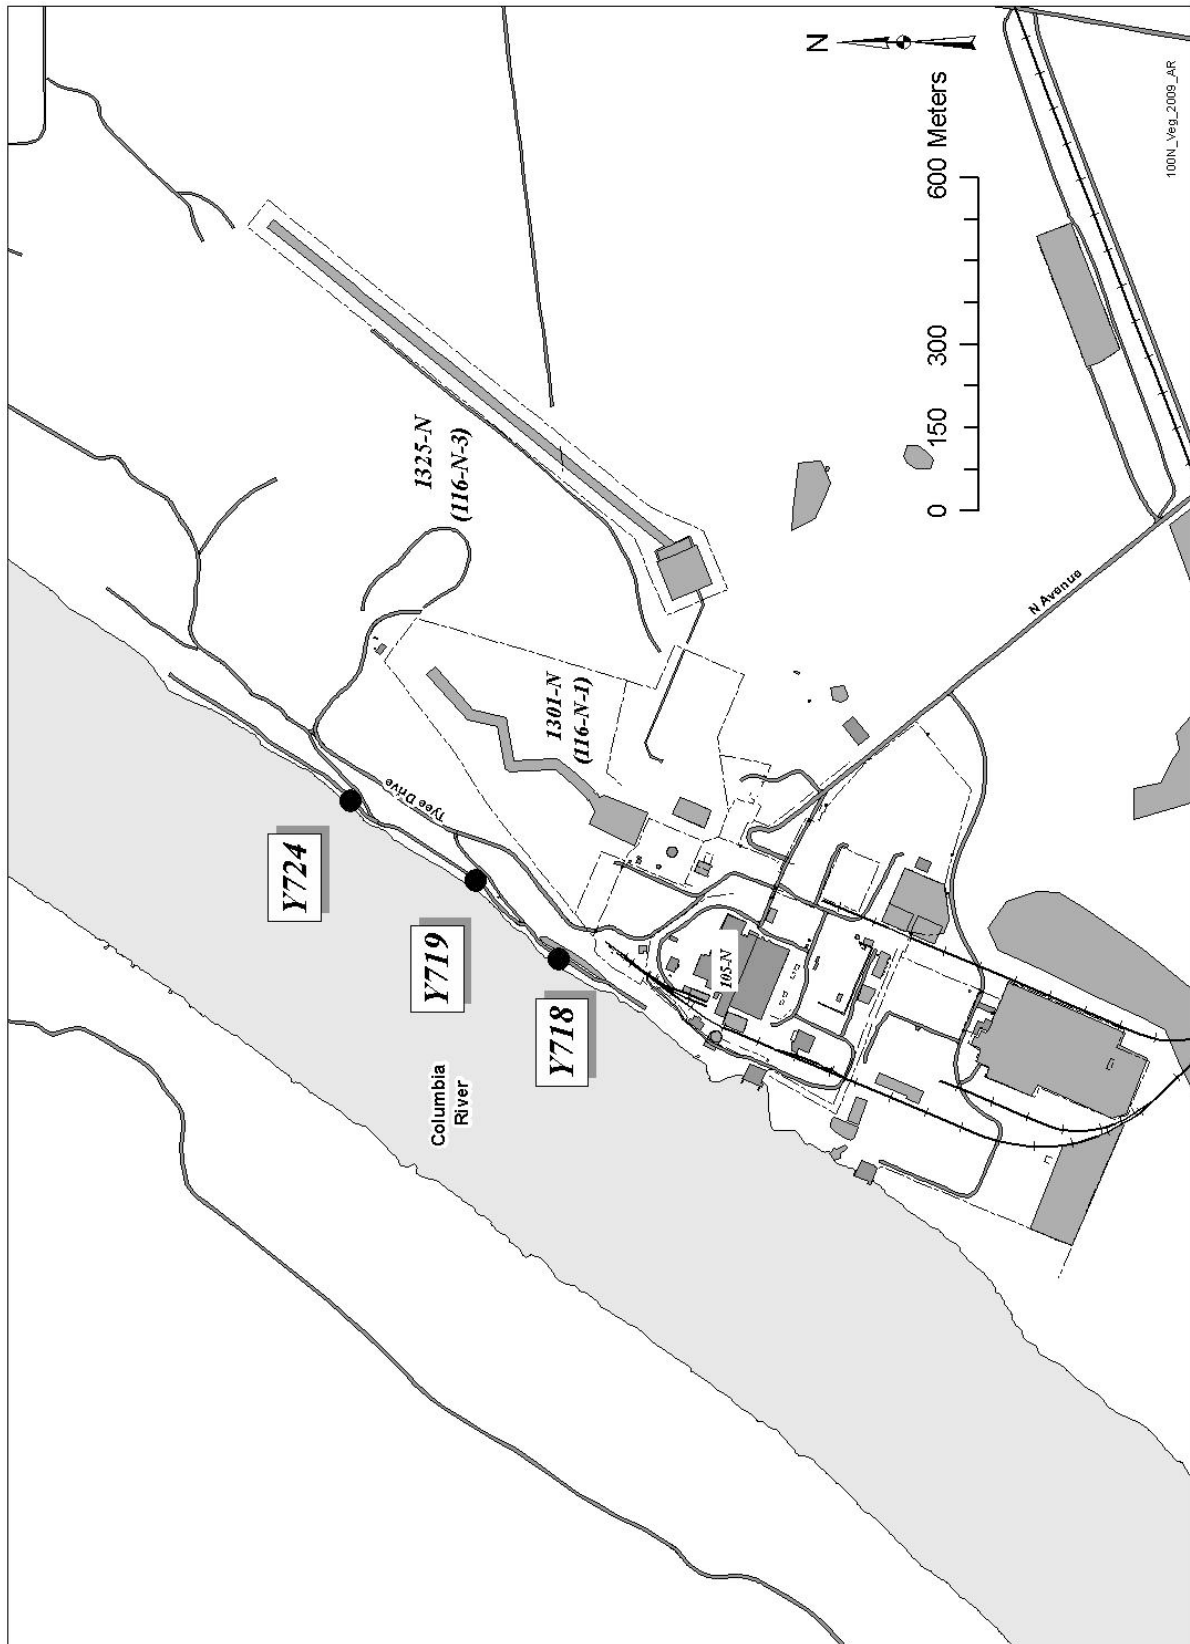 Y724
Y719
Y718
Columbia
River
Tyee Drive
1325-N
(116-N-3)
1301-N
(116-N-1)
105-N
N Avenue
N
0 150 300 600 Meters
100N_Veg_2009_AR